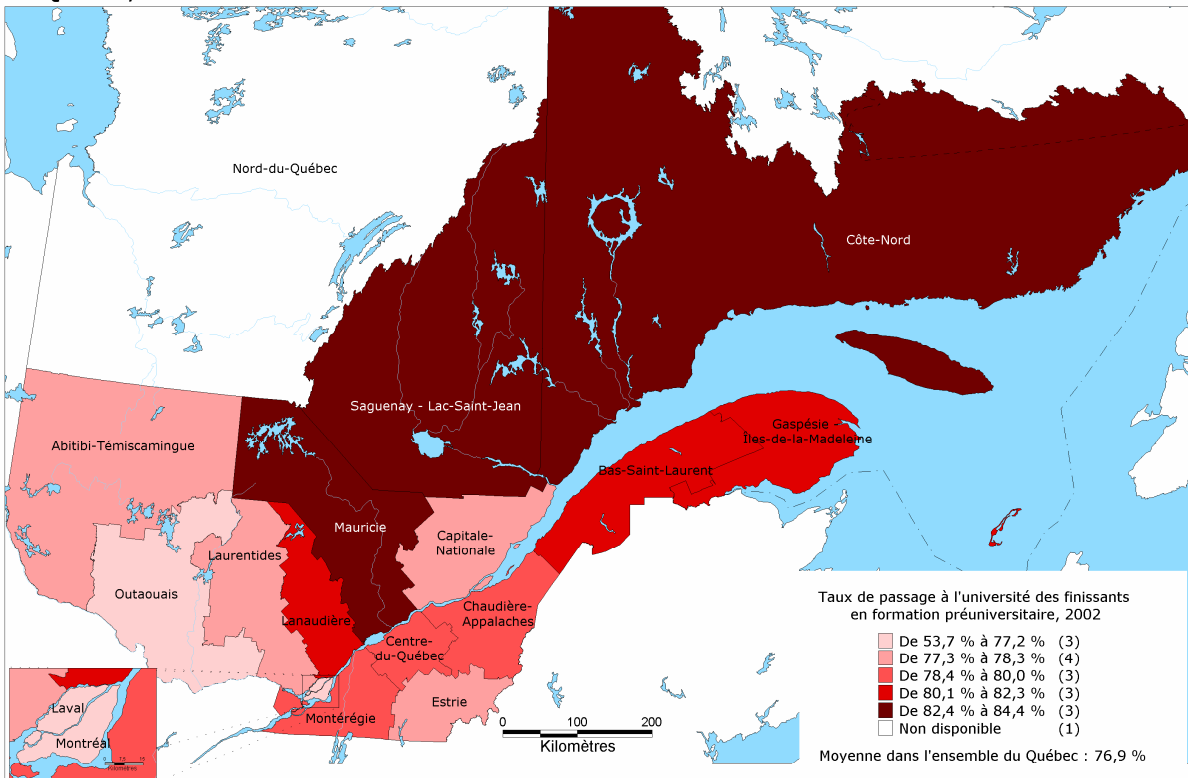 Nord-du-Québec
Côte-Nord
Saguenay - Lac-Saint-Jean
Gaspésie -
Îles-de-la-Madeleine
Abitibi-Témiscamingue
Bas-Saint-Laurent
Mauricie
Capitale-
Nationale
Laurentides
Outaouais
Lanaudière
Chaudière-
Appalaches
Centre-
du-Québec
Estrie
Montérégie
Laval
Montréal
Kilomètres
0 100 200
Kilomètres
Taux de passage à l'université des finissants
en formation préuniversitaire, 2002
De 53,7 % à 77,2 % (3)
De 77,3 % à 78,3 % (4)
De 78,4 % à 80,0 % (3)
De 80,1 % à 82,3 % (3)
De 82,4 % à 84,4 % (3)
Non disponible (1)
Moyenne dans l'ensemble du Québec : 76,9 %